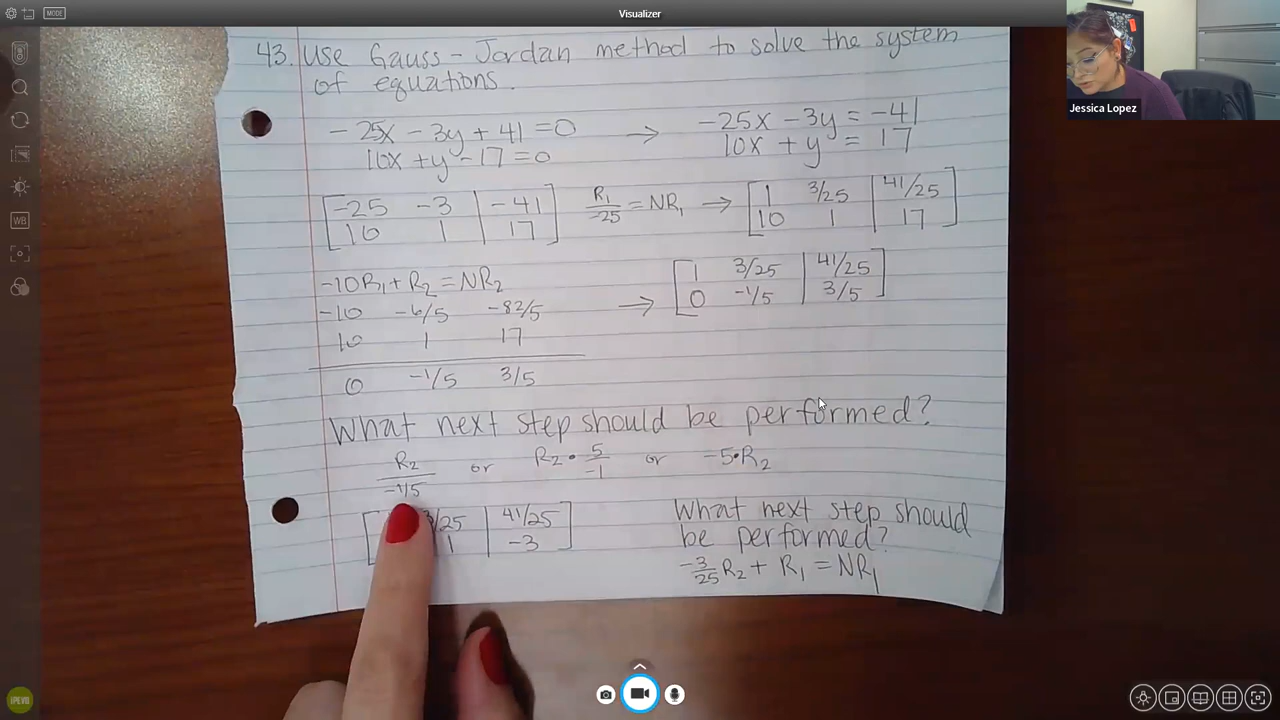 MODE
Visualizer
43. Use Gauss-Jordan method to solve the system
of equations.
-25x - 3y + 41 = 0 → -25x - 3y = -41
10x + y - 17 = 0 10x + y = 17
[-25 -3 | -41] R1/-25 = NR1 → [1 3/25 | 41/25]
[10 1 | 17] [10 1 | 17]
-10R1 + R2 = NR2 [1 3/25 | 41/25]
-10 -6/5 -82/5 → [0 -1/5 | 3/5]
10 1 17
0 -1/5 3/5
What next step should be performed?
R2/-1/5 or R2 · 5/-1 or -5·R2
[3/25 | 41/25]
1 | -3]
What next step should
be performed?
-3/25 R2 + R1 = NR1
Jessica Lopez
WB
IPEVO